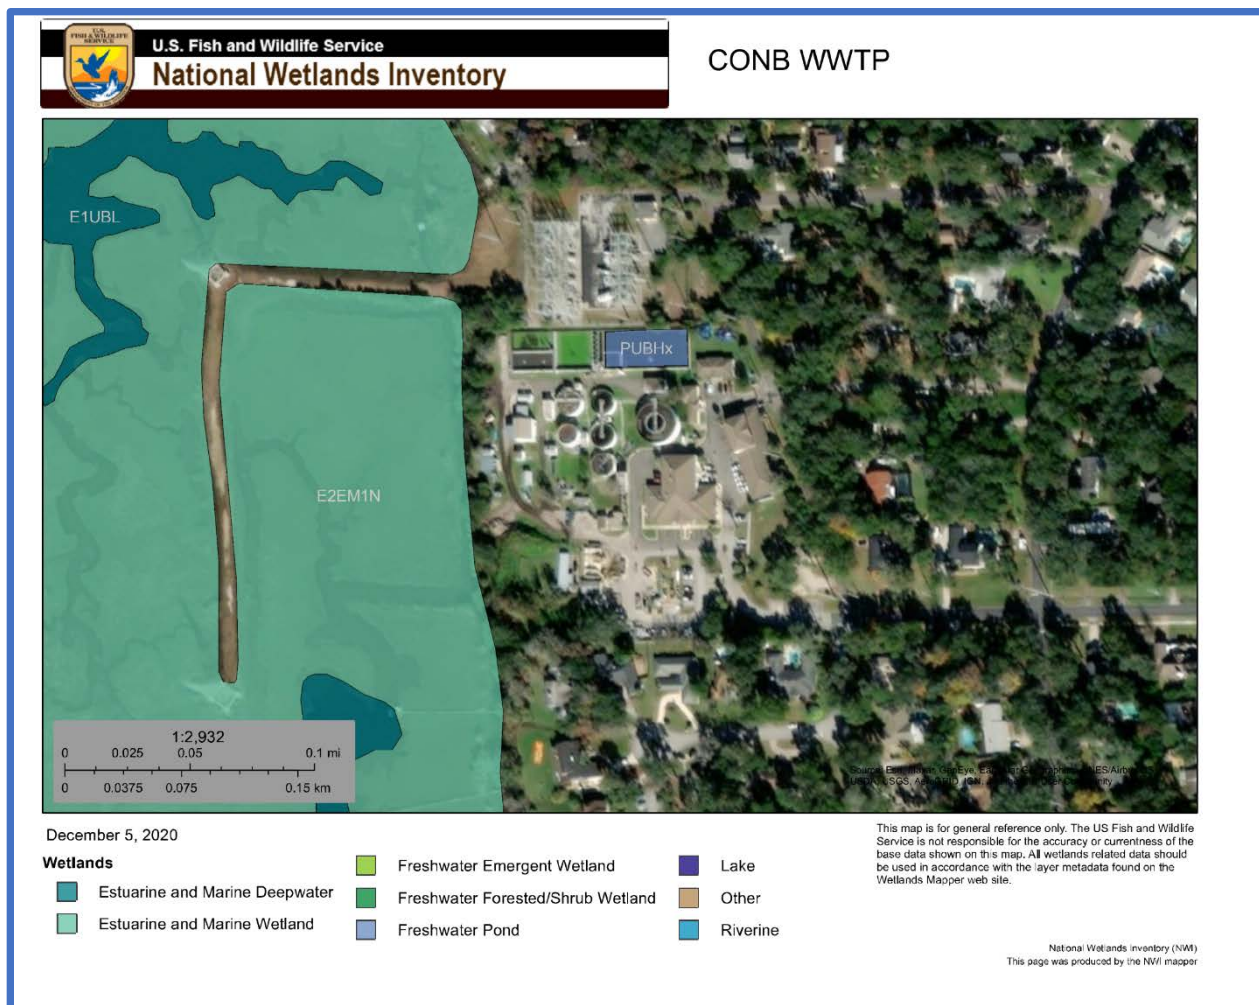 U.S.
FISH & WILDLIFE
SERVICE
U.S. Fish and Wildlife Service
National Wetlands Inventory
CONB WWTP
E1UBL
PUBHx
E2EM1N
1:2,932
0 0.025 0.05 0.1 mi
0 0.0375 0.075 0.15 km
December 5, 2020
Wetlands
Estuarine and Marine Deepwater
Estuarine and Marine Wetland
Freshwater Emergent Wetland
Freshwater Forested/Shrub Wetland
Freshwater Pond
Lake
Other
Riverine
This map is for general reference only. The US Fish and Wildlife
Service is not responsible for the accuracy or currentness of the
base data shown on this map. All wetlands related data should
be used in accordance with the layer metadata found on the
Wetlands Mapper web site.
National Wetlands Inventory (NWI)
This page was produced by the NWI mapper